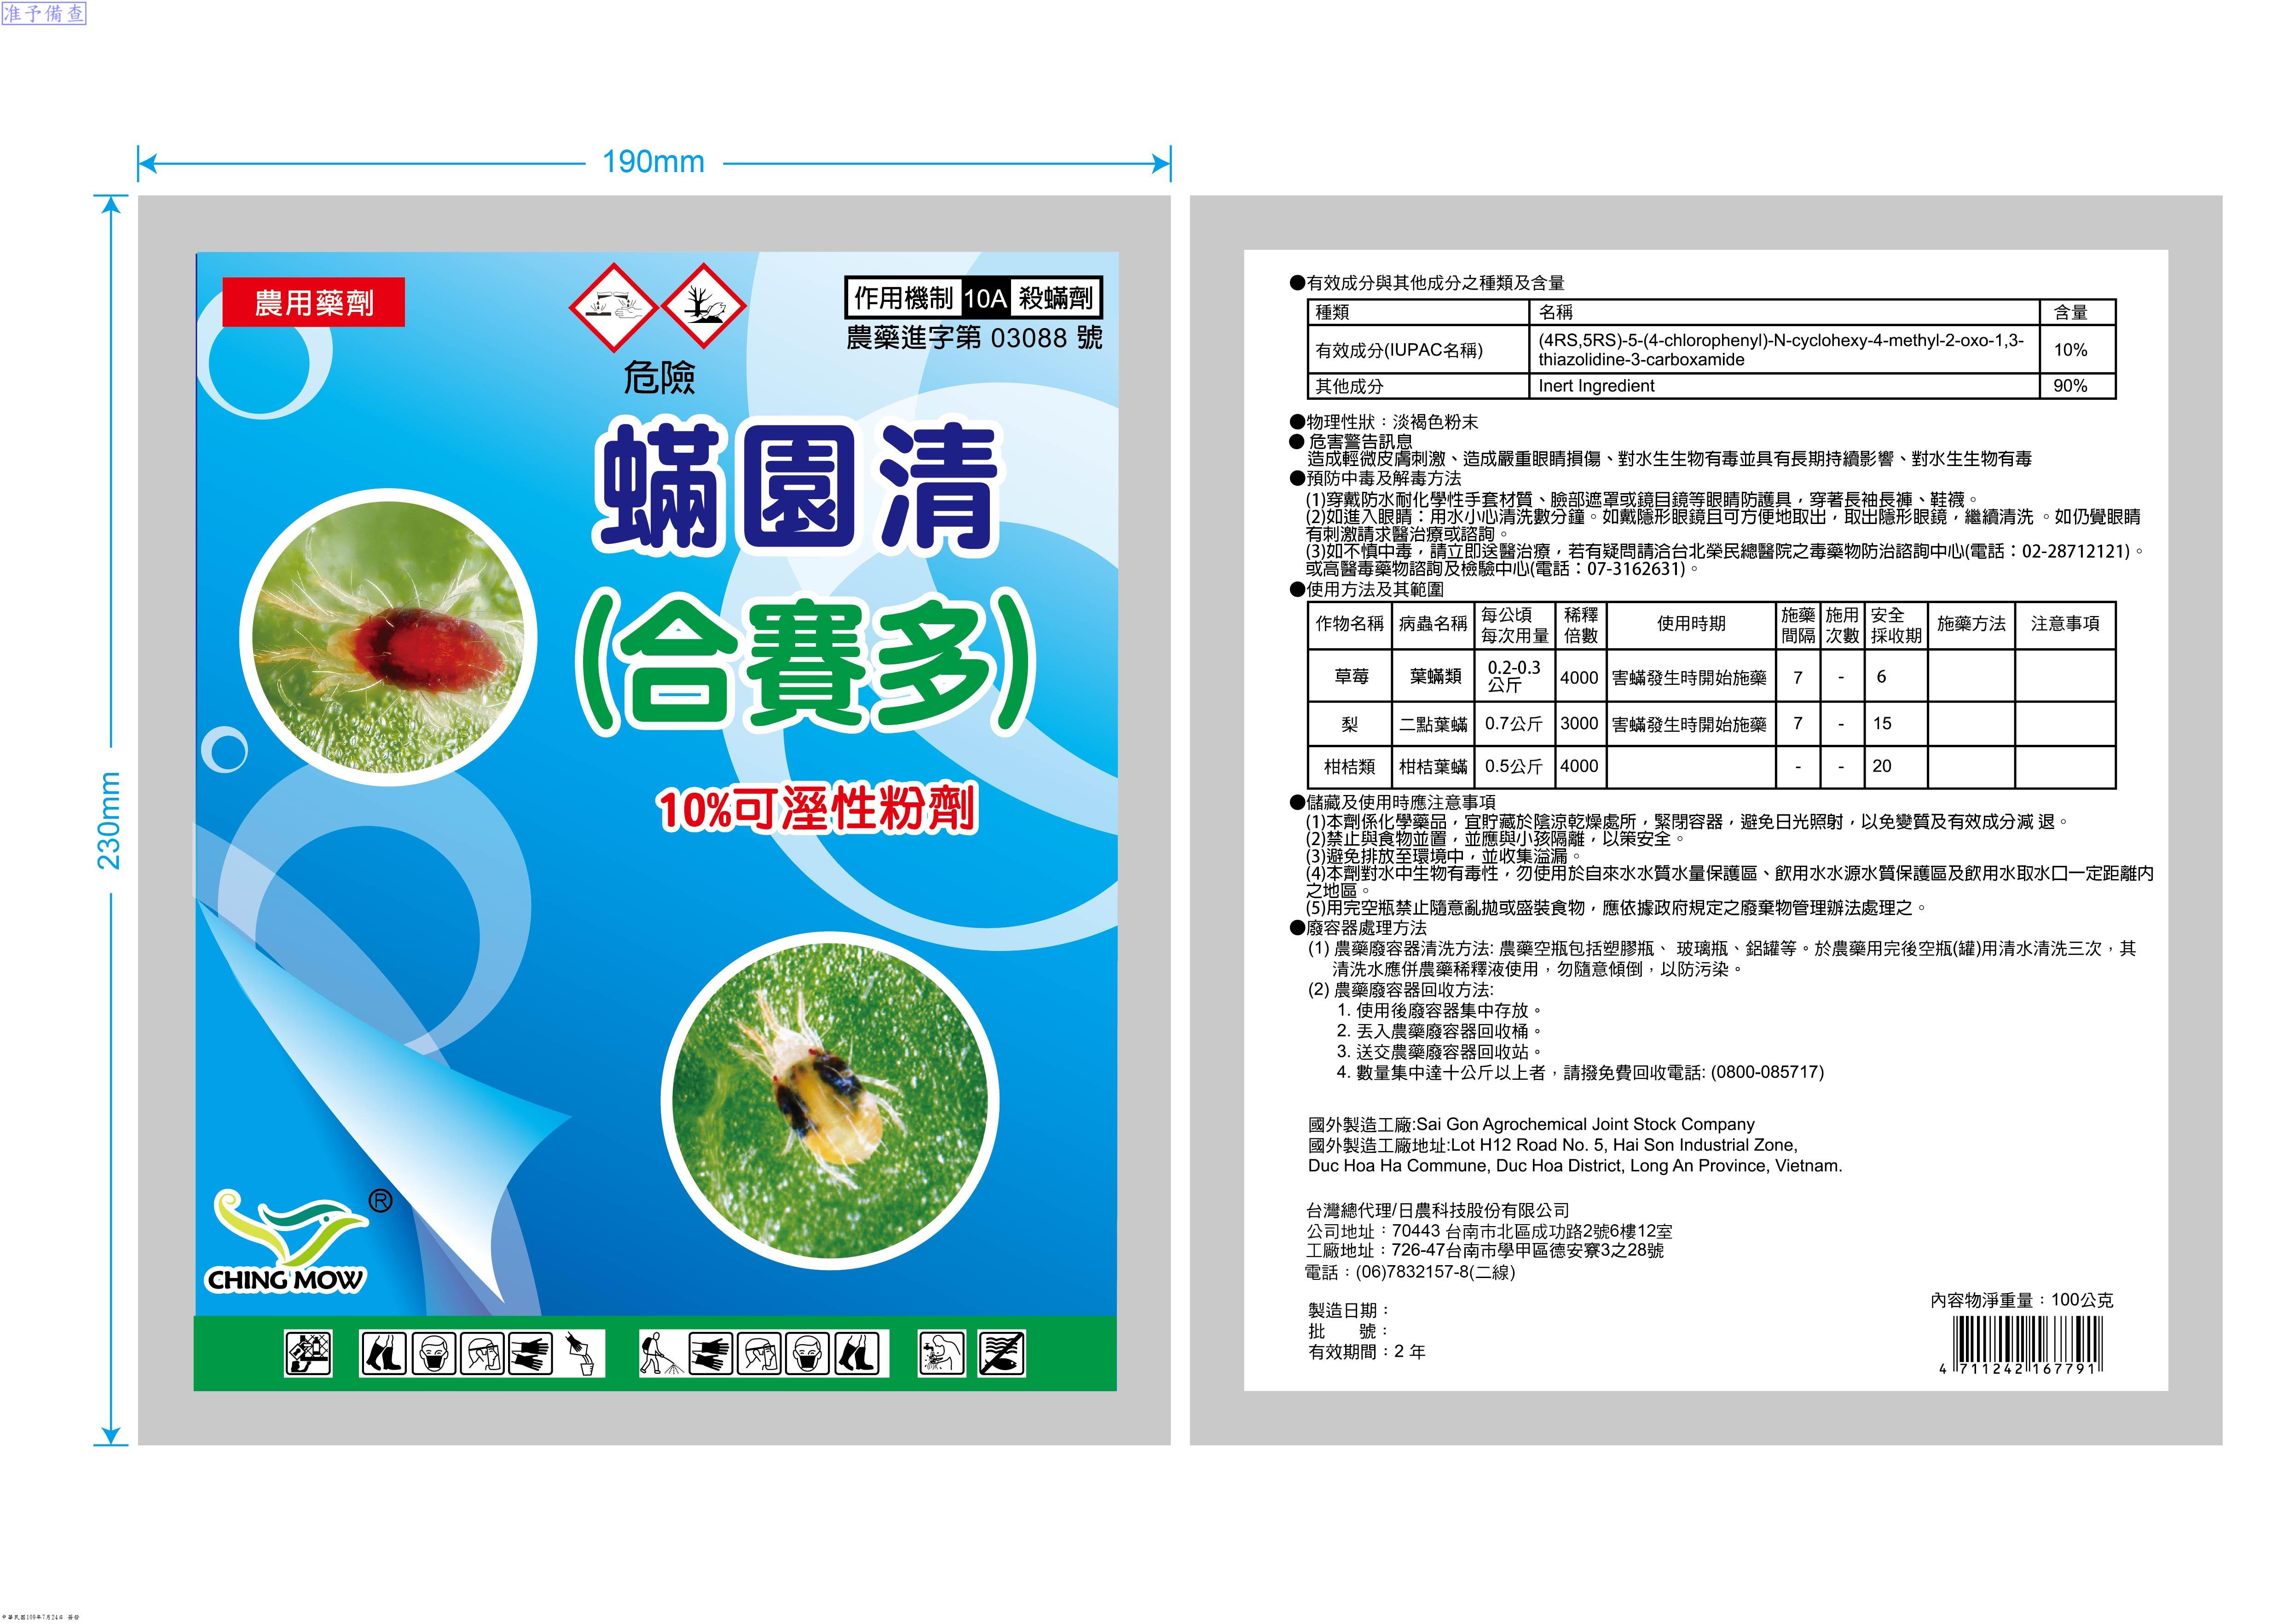 准予備查
190mm
230mm
農用藥劑
危險
作用機制 10A 殺蟎劑
農藥進字第 03088 號
蟎園清
(合賽多)
10%可溼性粉劑
®
CHING MOW
●有效成分與其他成分之種類及含量
種類 名稱 含量
有效成分(IUPAC名稱) (4RS,5RS)-5-(4-chlorophenyl)-N-cyclohexy-4-methyl-2-oxo-1,3-
thiazolidine-3-carboxamide 10%
其他成分 Inert Ingredient 90%
●物理性狀：淡褐色粉末
● 危害警告訊息
造成輕微皮膚刺激、造成嚴重眼睛損傷、對水生生物有毒並具有長期持續影響、對水生生物有毒
●預防中毒及解毒方法
(1)穿戴防水耐化學性手套材質、臉部遮罩或鏡目鏡等眼睛防護具，穿著長袖長褲、鞋襪。
(2)如進入眼睛：用水小心清洗數分鐘。如戴隱形眼鏡且可方便地取出，取出隱形眼鏡，繼續清洗 。如仍覺眼睛
有刺激請求醫治療或諮詢。
(3)如不慎中毒，請立即送醫治療，若有疑問請洽台北榮民總醫院之毒藥物防治諮詢中心(電話：02-28712121)。
或高醫毒藥物諮詢及檢驗中心(電話：07-3162631)。
●使用方法及其範圍
作物名稱 病蟲名稱 每公頃每次用量 稀釋倍數 使用時期 施藥間隔 施用次數 安全採收期 施藥方法 注意事項
草莓 葉蟎類 0.2-0.3公斤 4000 害蟎發生時開始施藥 7 - 6
梨 二點葉蟎 0.7公斤 3000 害蟎發生時開始施藥 7 - 15
柑桔類 柑桔葉蟎 0.5公斤 4000 - - 20
●儲藏及使用時應注意事項
(1)本劑係化學藥品，宜貯藏於陰涼乾燥處所，緊閉容器，避免日光照射，以免變質及有效成分減 退。
(2)禁止與食物並置，並應與小孩隔離，以策安全。
(3)避免排放至環境中，並收集溢漏。
(4)本劑對水中生物有毒性，勿使用於自來水水質水量保護區、飲用水水源水質保護區及飲用水取水口一定距離內
之地區。
(5)用完空瓶禁止隨意亂拋或盛裝食物，應依據政府規定之廢棄物管理辦法處理之。
●廢容器處理方法
(1) 農藥廢容器清洗方法: 農藥空瓶包括塑膠瓶、 玻璃瓶、鋁罐等。於農藥用完後空瓶(罐)用清水清洗三次，其
清洗水應併農藥稀釋液使用，勿隨意傾倒，以防污染。
(2) 農藥廢容器回收方法:
1. 使用後廢容器集中存放。
2. 丟入農藥廢容器回收桶。
3. 送交農藥廢容器回收站。
4. 數量集中達十公斤以上者，請撥免費回收電話: (0800-085717)
國外製造工廠:Sai Gon Agrochemical Joint Stock Company
國外製造工廠地址:Lot H12 Road No. 5, Hai Son Industrial Zone,
Duc Hoa Ha Commune, Duc Hoa District, Long An Province, Vietnam.
台灣總代理/日農科技股份有限公司
公司地址：70443 台南市北區成功路2號6樓12室
工廠地址：726-47台南市學甲區德安寮3之28號
電話：(06)7832157-8(二線)
製造日期：
批 號：
有效期間：2 年
內容物淨重量：100公克
4 711242 167791
中華民國109年7月24日 簽發